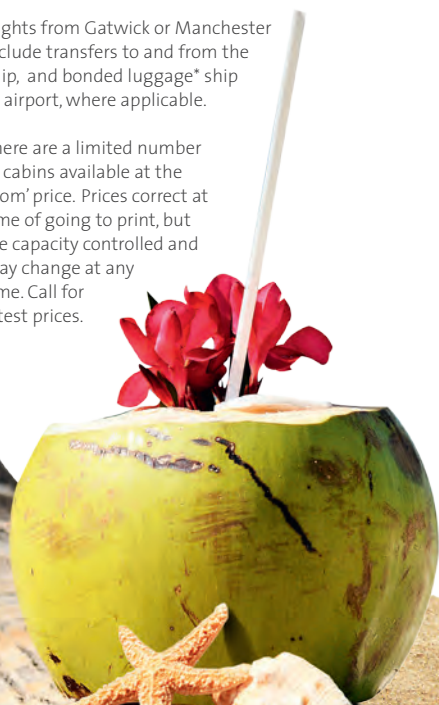 ghts from Gatwick or Manchester
clude transfers to and from the
ip, and bonded luggage* ship
airport, where applicable.
here are a limited number
cabins available at the
om’ price. Prices correct at
me of going to print, but
e capacity controlled and
ay change at any
me. Call for
test prices.